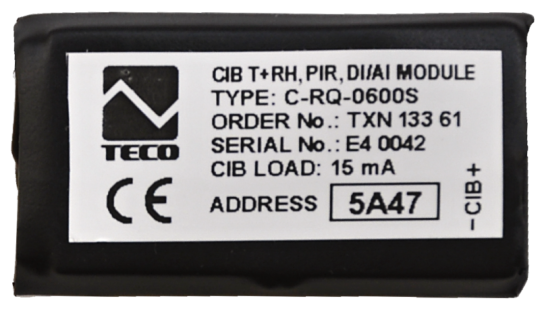 CIB T+RH, PIR, DI/AI MODULE
TYPE: C-RQ-0600S
ORDER No.: TXN 133 61
SERIAL No.: E4 0042
CIB LOAD: 15 mA
ADDRESS 5A47
TECO
CE
−CIB+